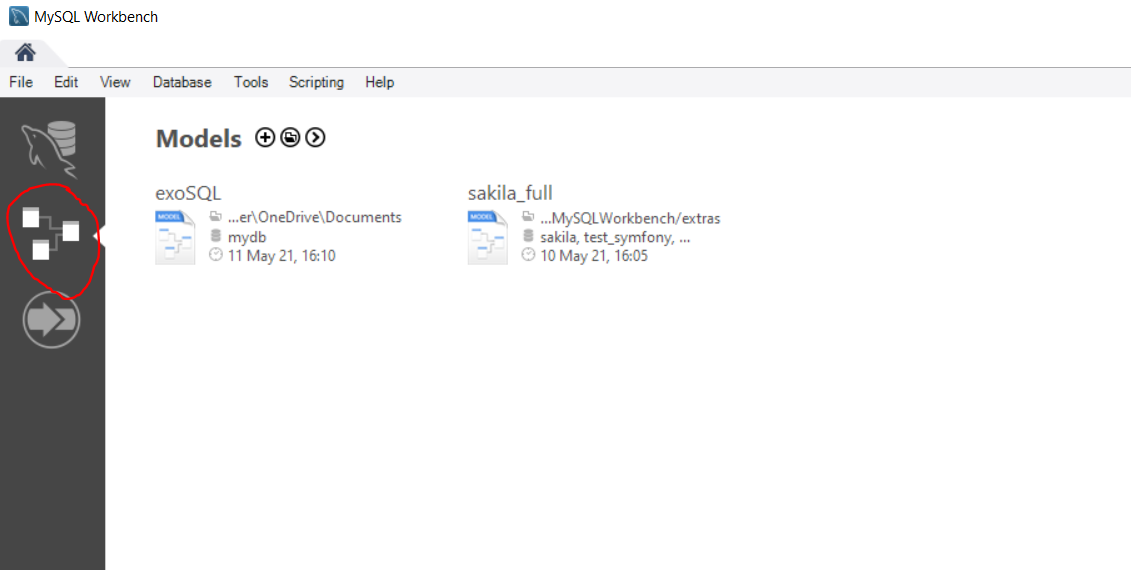 MySQL Workbench
File Edit View Database Tools Scripting Help
Models
exoSQL
MODEL
...er\OneDrive\Documents
mydb
11 May 21, 16:10
sakila_full
MODEL
...MySQLWorkbench/extras
sakila, test_symfony, ...
10 May 21, 16:05